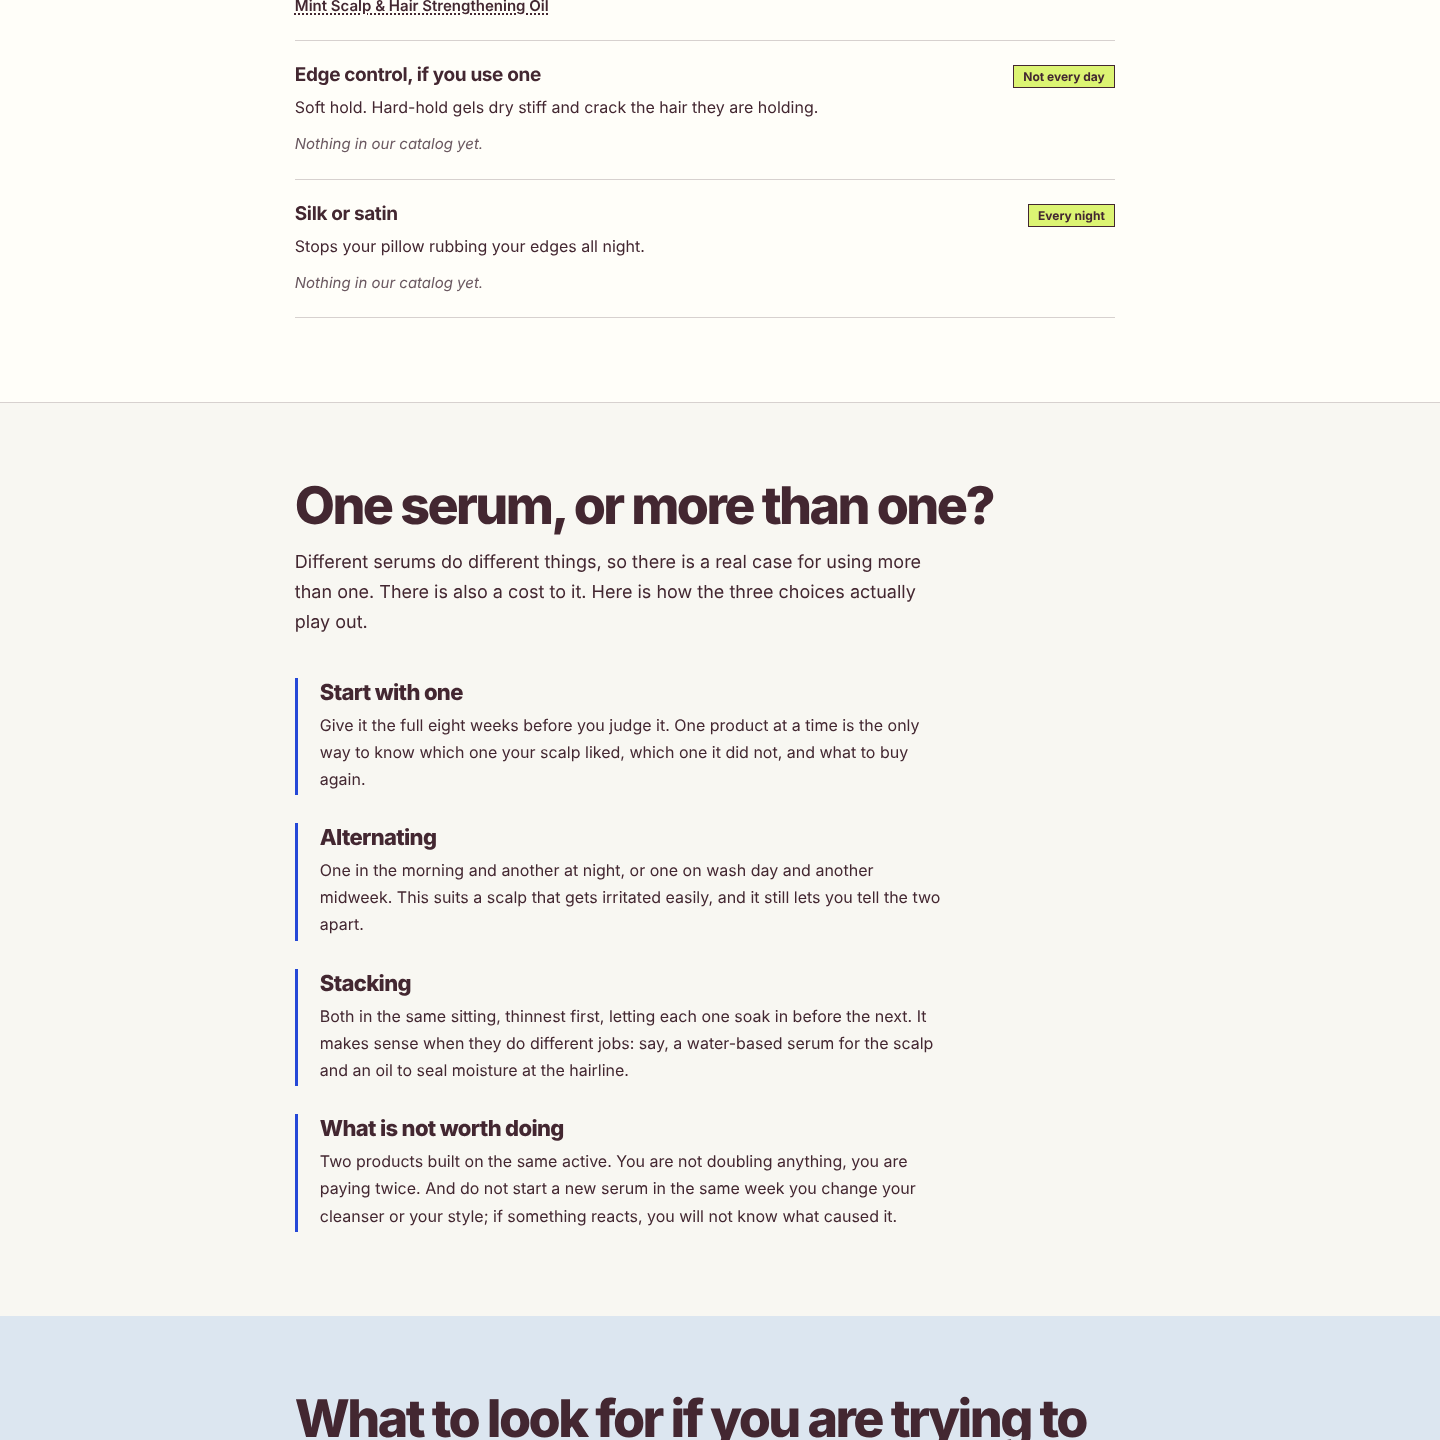 Mint Scalp & Hair Strengthening Oil
Edge control, if you use one
Not every day
Soft hold. Hard-hold gels dry stiff and crack the hair they are holding.
Nothing in our catalog yet.
Silk or satin
Every night
Stops your pillow rubbing your edges all night.
Nothing in our catalog yet.
One serum, or more than one?
Different serums do different things, so there is a real case for using more
than one. There is also a cost to it. Here is how the three choices actually
play out.
Start with one
Give it the full eight weeks before you judge it. One product at a time is the only
way to know which one your scalp liked, which one it did not, and what to buy
again.
Alternating
One in the morning and another at night, or one on wash day and another
midweek. This suits a scalp that gets irritated easily, and it still lets you tell the two
apart.
Stacking
Both in the same sitting, thinnest first, letting each one soak in before the next. It
makes sense when they do different jobs: say, a water-based serum for the scalp
and an oil to seal moisture at the hairline.
What is not worth doing
Two products built on the same active. You are not doubling anything, you are
paying twice. And do not start a new serum in the same week you change your
cleanser or your style; if something reacts, you will not know what caused it.
What to look for if you are trying to